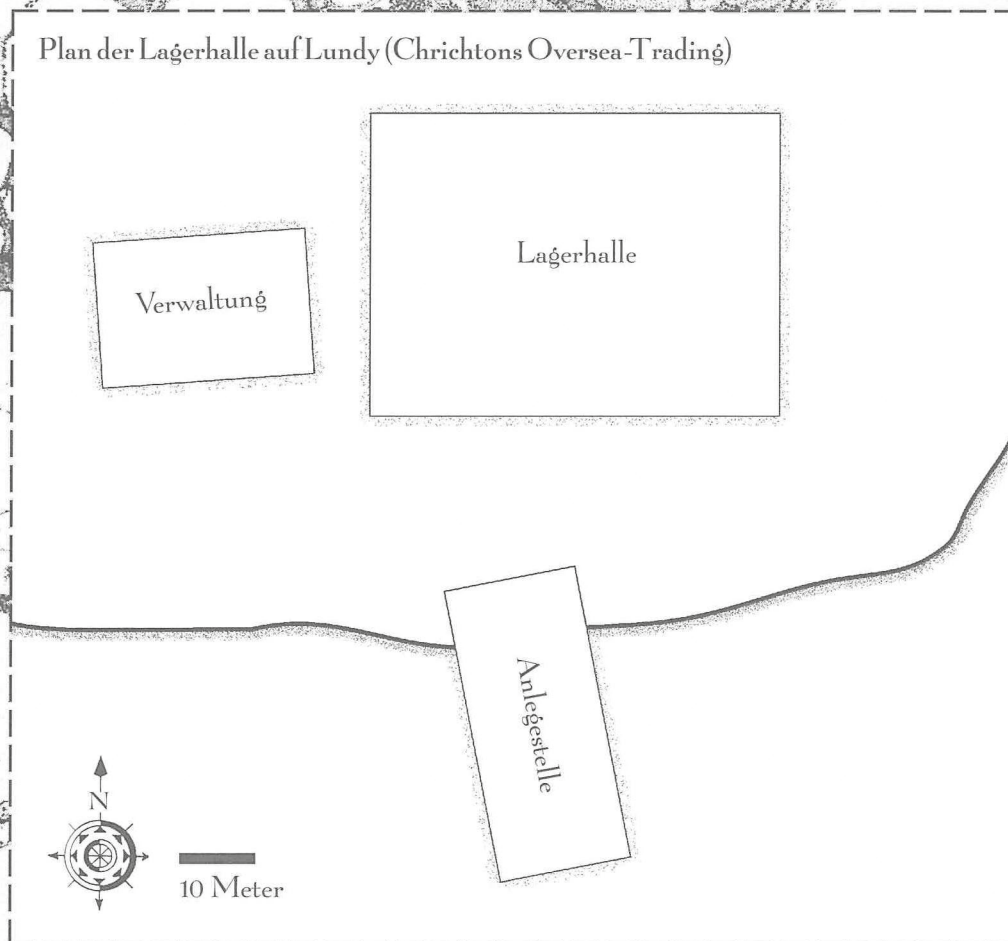 Plan der Lagerhalle auf Lundy (Chrichtons Oversea-Trading)
Lagerhalle
Verwaltung
Anlegestelle
N
10 Meter